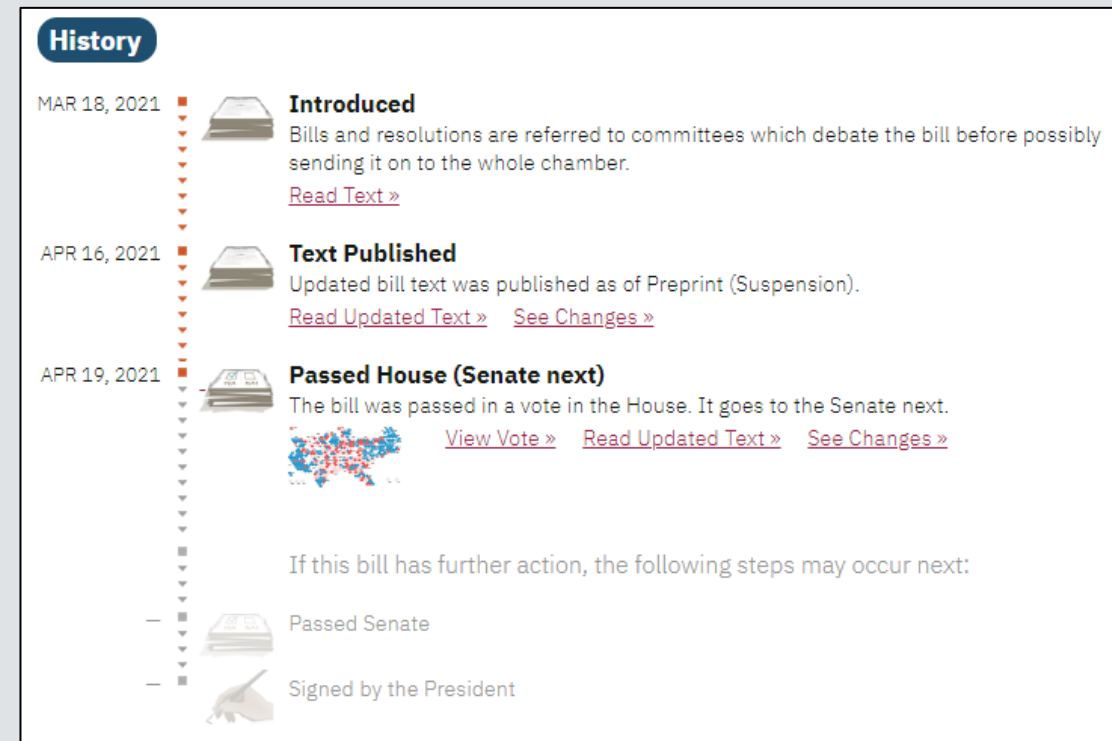 History
MAR 18, 2021
Introduced
Bills and resolutions are referred to committees which debate the bill before possibly
sending it on to the whole chamber.
Read Text »
APR 16, 2021
Text Published
Updated bill text was published as of Preprint (Suspension).
Read Updated Text » See Changes »
APR 19, 2021
Passed House (Senate next)
The bill was passed in a vote in the House. It goes to the Senate next.
View Vote » Read Updated Text » See Changes »
If this bill has further action, the following steps may occur next:
— Passed Senate
— Signed by the President